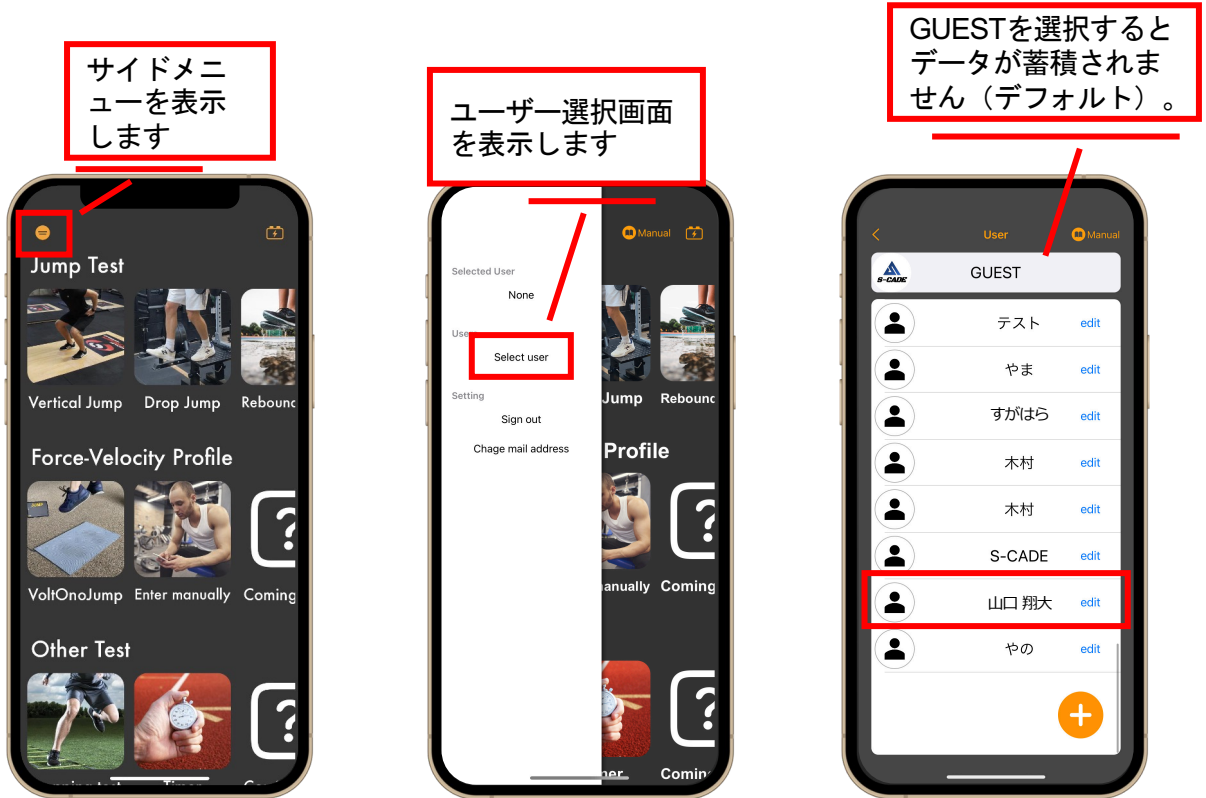 サイドメニ
ューを表示
します
Jump Test
Vertical Jump Drop Jump
Force-Velocity Profile
VoltOnoJump Enter manually Coming
Other Test
ユーザー選択画面
を表示します
Manual
Selected User
None
Select user
Setting
Sign out
Chage mail address
Jump
Profile
Coming
GUESTを選択すると
データが蓄積されま
せん（デフォルト）。
User Manual
S-CADE GUEST
テスト edit
やま edit
すがはら edit
木村 edit
木村 edit
S-CADE edit
山口 翔大 edit
やの edit